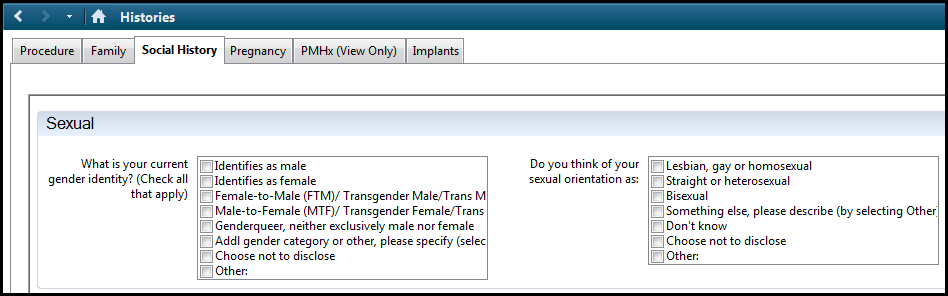 Histories
Procedure Family Social History Pregnancy PMHx (View Only) Implants
Sexual
What is your current
gender identity? (Check all
that apply)
Identifies as male
Identifies as female
Female-to-Male (FTM)/ Transgender Male/Trans M
Male-to-Female (MTF)/ Transgender Female/Trans
Genderqueer, neither exclusively male nor female
Addl gender category or other, please specify (selec
Choose not to disclose
Other:
Do you think of your
sexual orientation as:
Lesbian, gay or homosexual
Straight or heterosexual
Bisexual
Something else, please describe (by selecting Other)
Don't know
Choose not to disclose
Other: